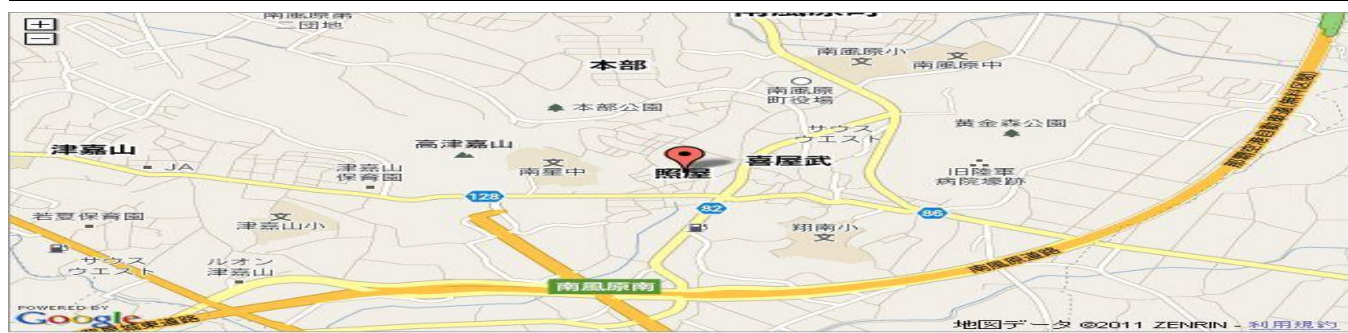 南風原第
二団地
南風原町
本部
南風原小
文
文
南風原中
南風原
町役場
本部公園
サウス
ウエスト
黄金森公園
高津嘉山
津嘉山
JA
津嘉山
保育園
文
南星中
照屋
喜屋武
旧陸軍
病院壕跡
128
82
86
若夏保育園
文
津嘉山小
翔南小
文
サウス
ウエスト
ルオン
津嘉山
南風原道路
南風原南
POWERED BY
Google
地図データ ©2011 ZENRIN - 利用規約